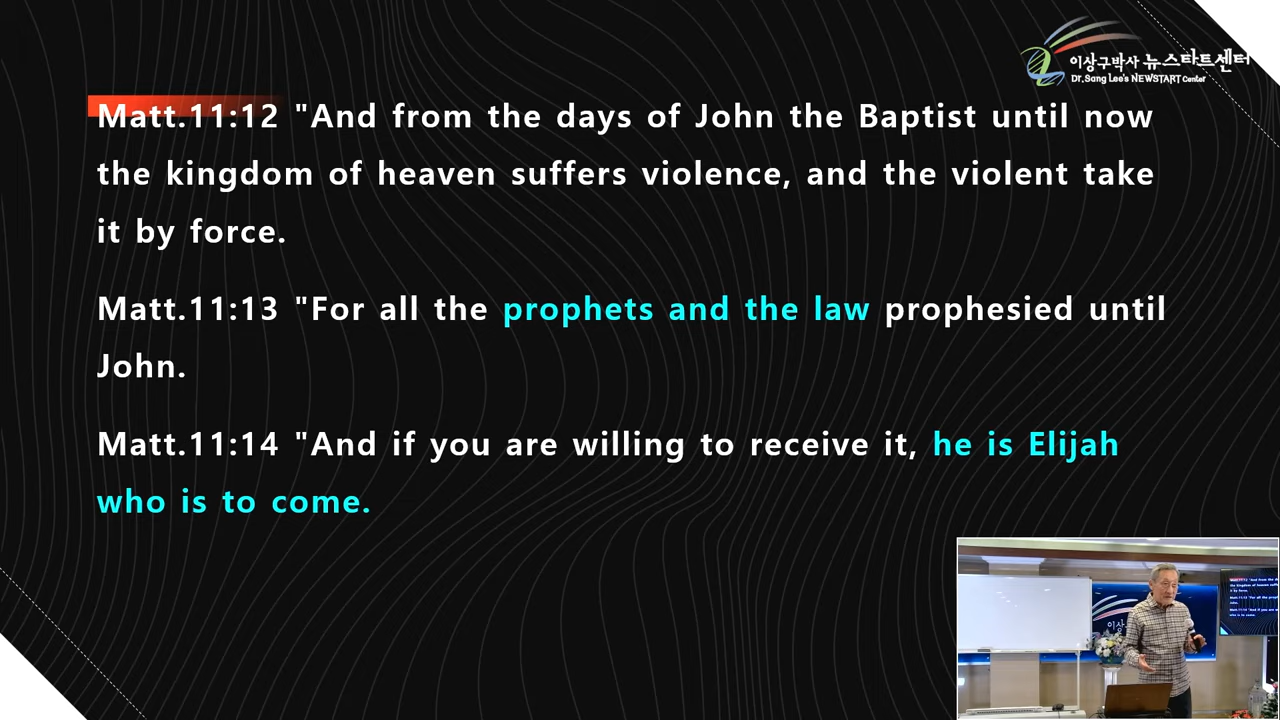 이상구박사 뉴스타트센터
Dr. Sang Lee's NEWSTART Center
Matt.11:12 "And from the days of John the Baptist until now
the kingdom of heaven suffers violence, and the violent take
it by force.
Matt.11:13 "For all the prophets and the law prophesied until
John.
Matt.11:14 "And if you are willing to receive it, he is Elijah
who is to come.